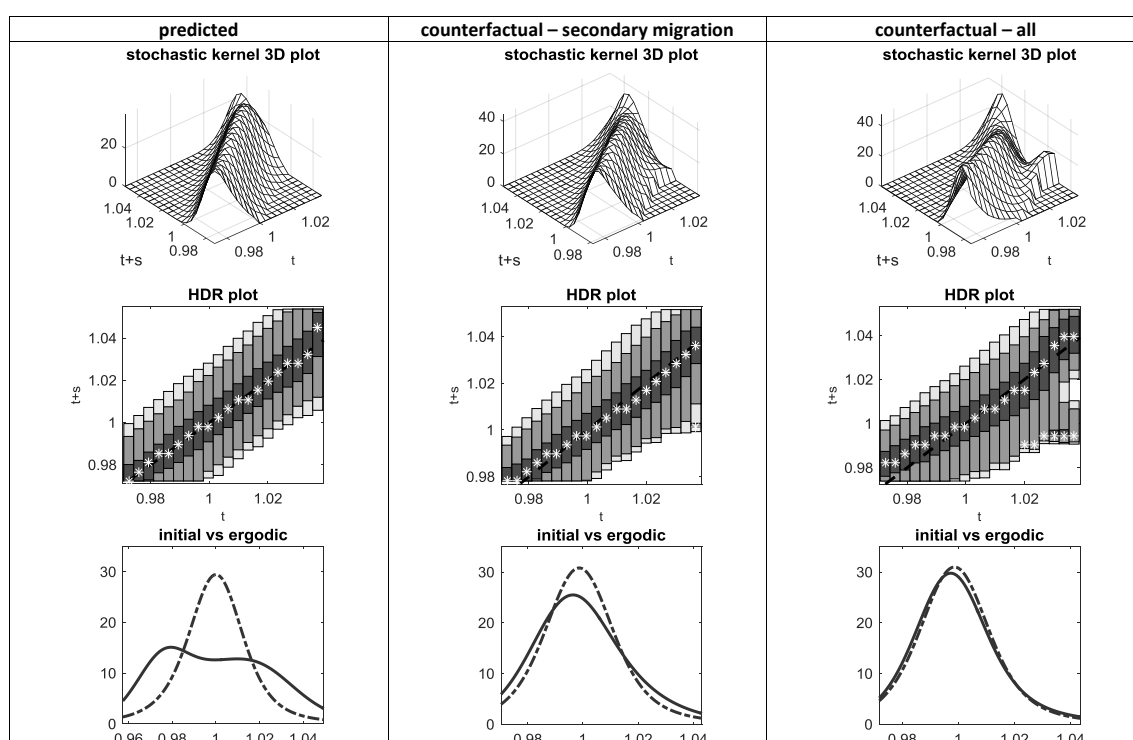 predicted
counterfactual – secondary migration
counterfactual – all
stochastic kernel 3D plot
stochastic kernel 3D plot
stochastic kernel 3D plot
20
0
1.04
1.02
1
0.98
t+s
0.98
1
1.02
t
40
20
0
1.04
1.02
1
0.98
t+s
0.98
1
1.02
t
40
20
0
1.04
1.02
1
0.98
t+s
0.98
1
1.02
t
HDR plot
HDR plot
HDR plot
1.04
1.02
1
0.98
t+s
0.98
1
1.02
t
1.04
1.02
1
0.98
t+s
0.98
1
1.02
t
1.04
1.02
1
0.98
t+s
0.98
1
1.02
t
initial vs ergodic
initial vs ergodic
initial vs ergodic
30
20
10
0
0.96 0.98 1 1.02 1.04
30
20
10
0
0.98 1 1.02 1.04
30
20
10
0
0.98 1 1.02 1.04